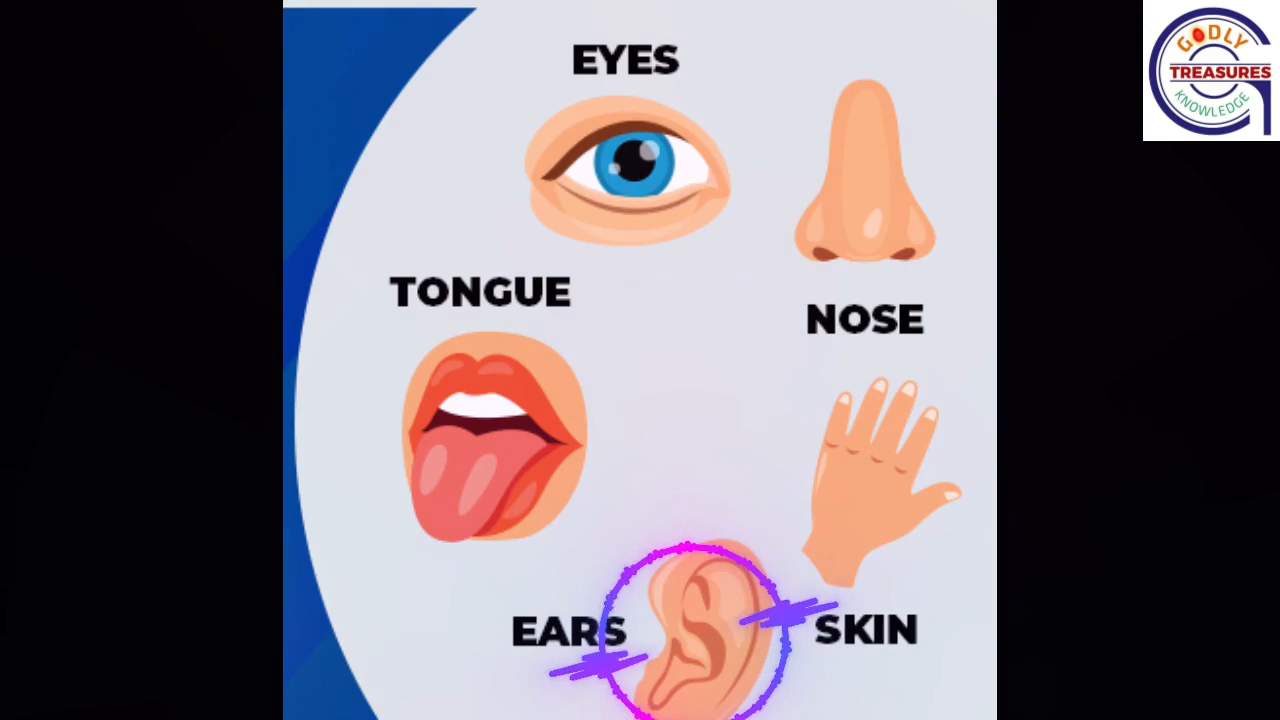 EYES
GODLY
TREASURES
KNOWLEDGE
TONGUE
NOSE
EARS
SKIN